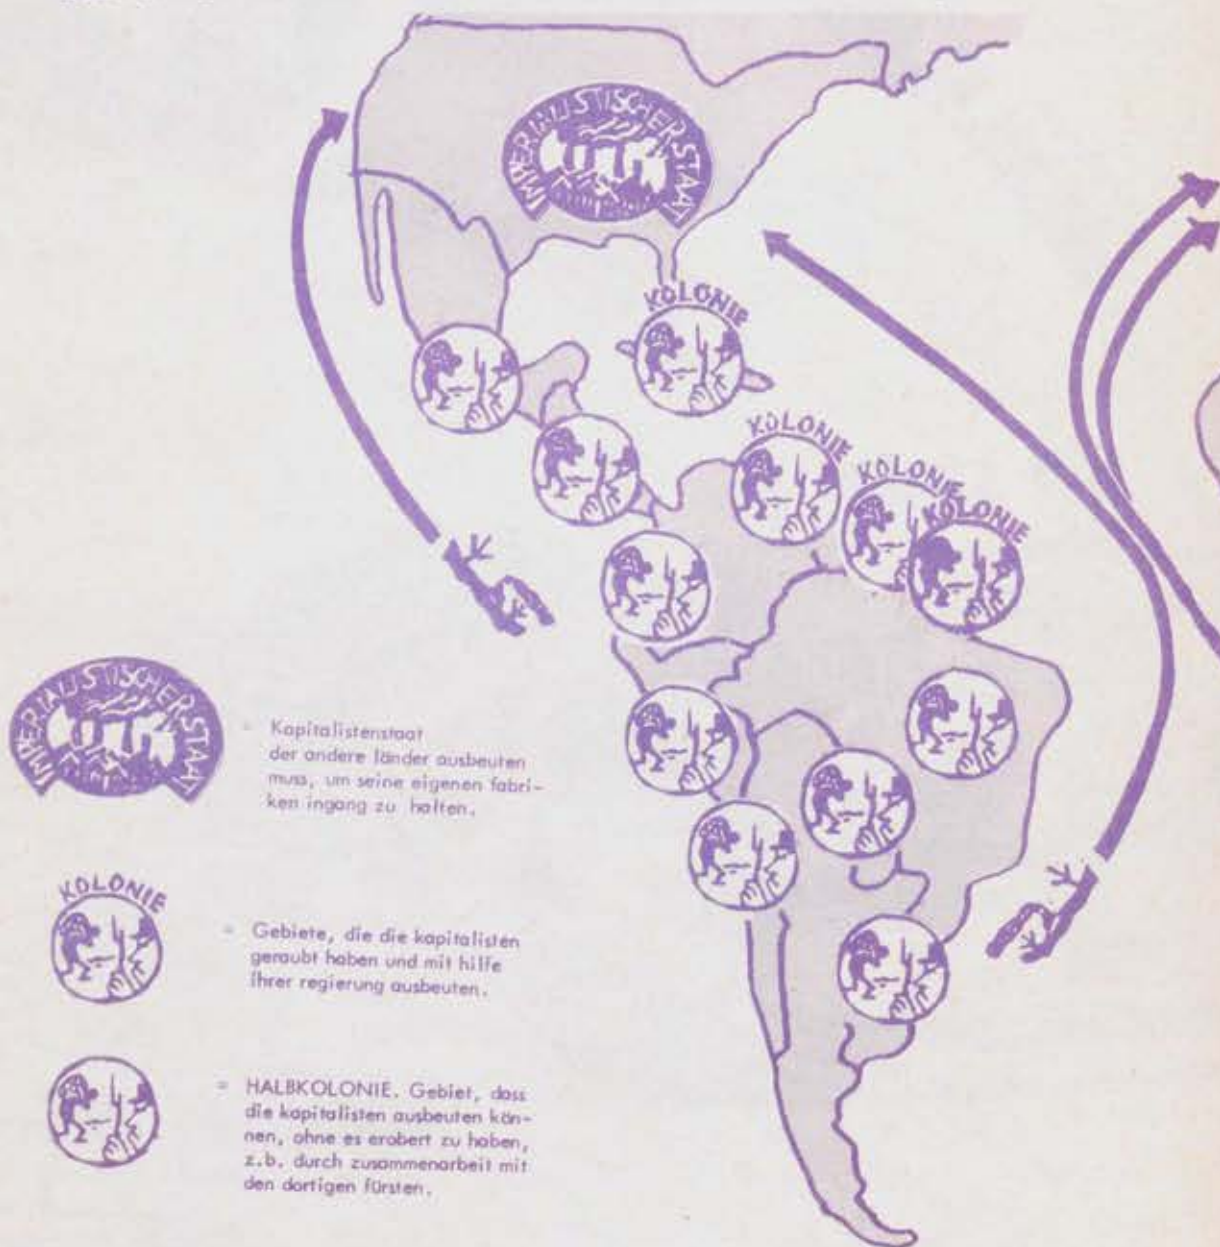 IMPERIALISTISCHER STAAT
KOLONIE
KOLONIE
KOLONIE
KOLONIE
IMPERIALISTISCHER STAAT
= Kapitalistenstaat
der andere länder ausbeuten
muss, um seine eigenen fabri-
ken ingang zu halten.
KOLONIE
= Gebiete, die die kapitalisten
geraubt haben und mit hilfe
ihrer regierung ausbeuten.
= HALBKOLONIE. Gebiet, dass
die kapitalisten ausbeuten kön-
nen, ohne es erobert zu haben,
z.b. durch zusammenarbeit mit
den dortigen fürsten.